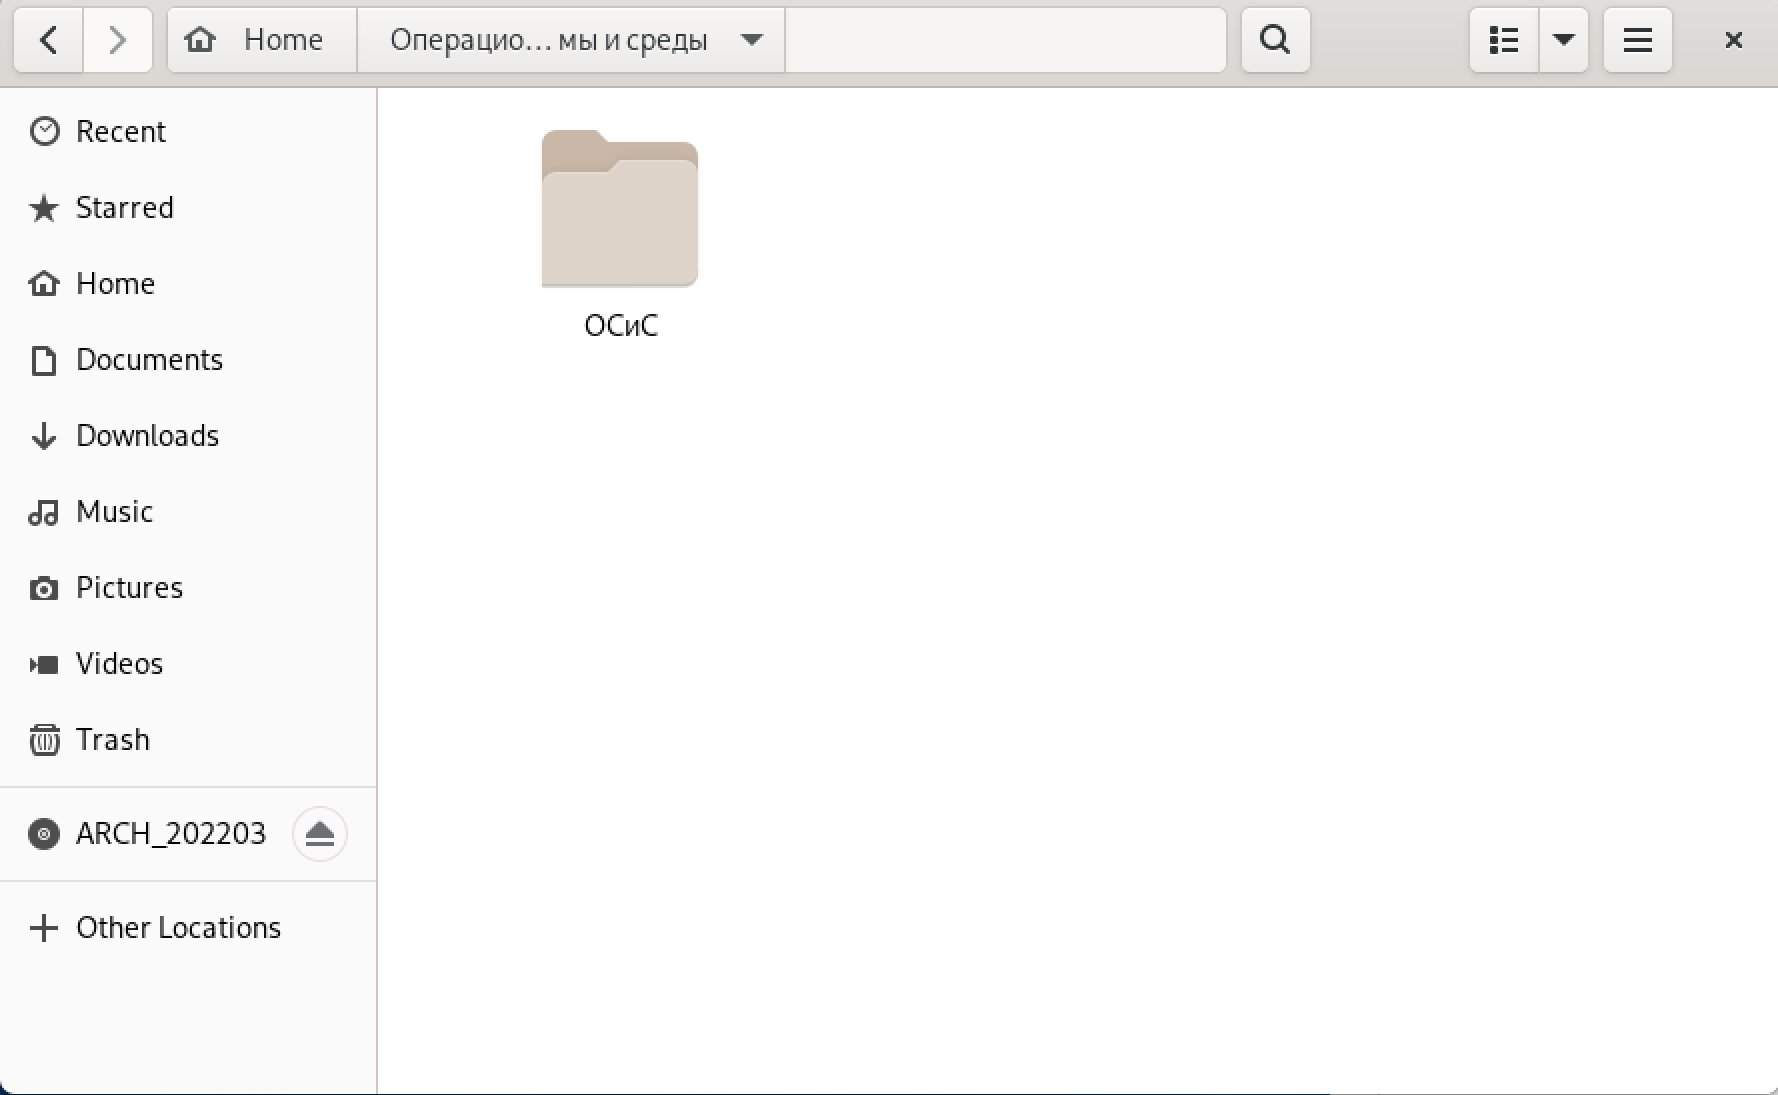 Home
Операцио... мы и среды
Recent
Starred
Home
Documents
Downloads
Music
Pictures
Videos
Trash
ARCH_202203
Other Locations
ОСиС